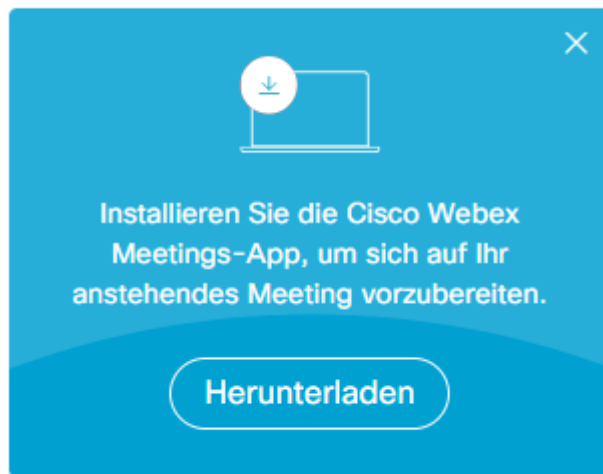 Installieren Sie die Cisco Webex
Meetings-App, um sich auf Ihr
anstehendes Meeting vorzubereiten.
Herunterladen